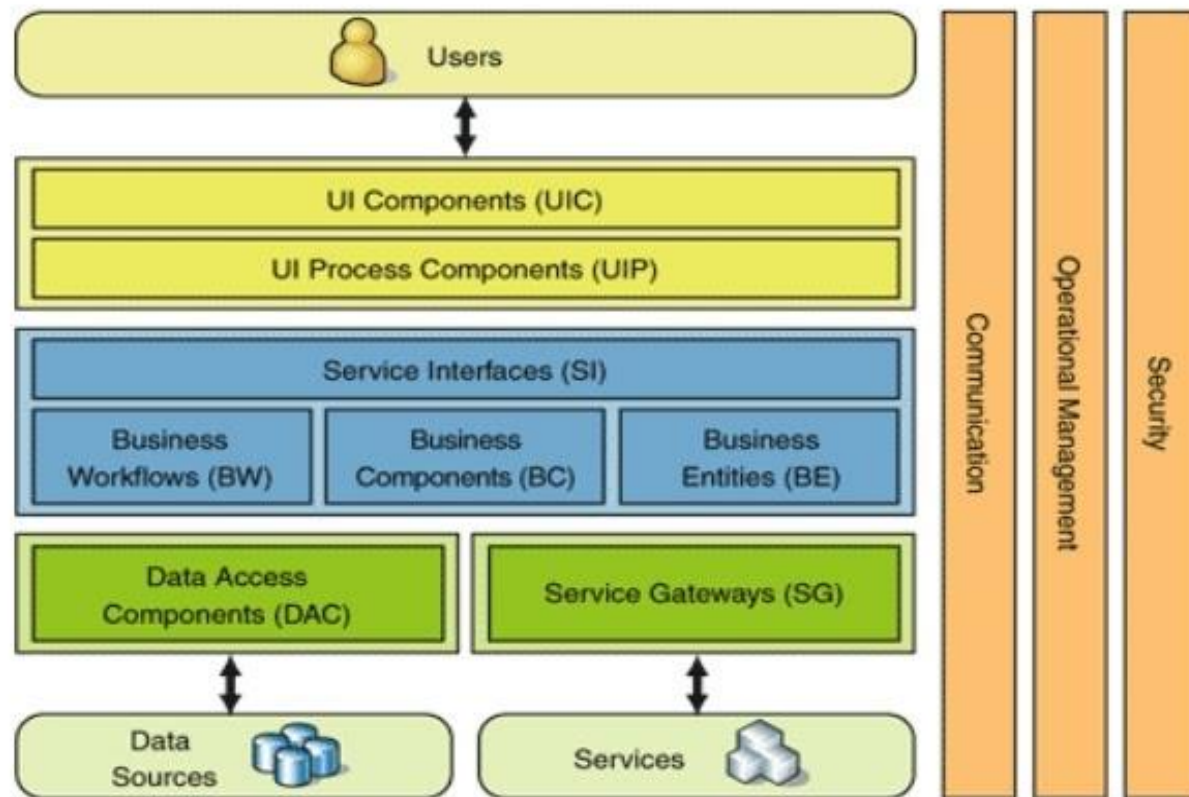 Users
UI Components (UIC)
UI Process Components (UIP)
Service Interfaces (SI)
Business
Workflows (BW)
Business
Components (BC)
Business
Entities (BE)
Data Access
Components (DAC)
Service Gateways (SG)
Data
Sources
Services
Communication
Operational Management
Security